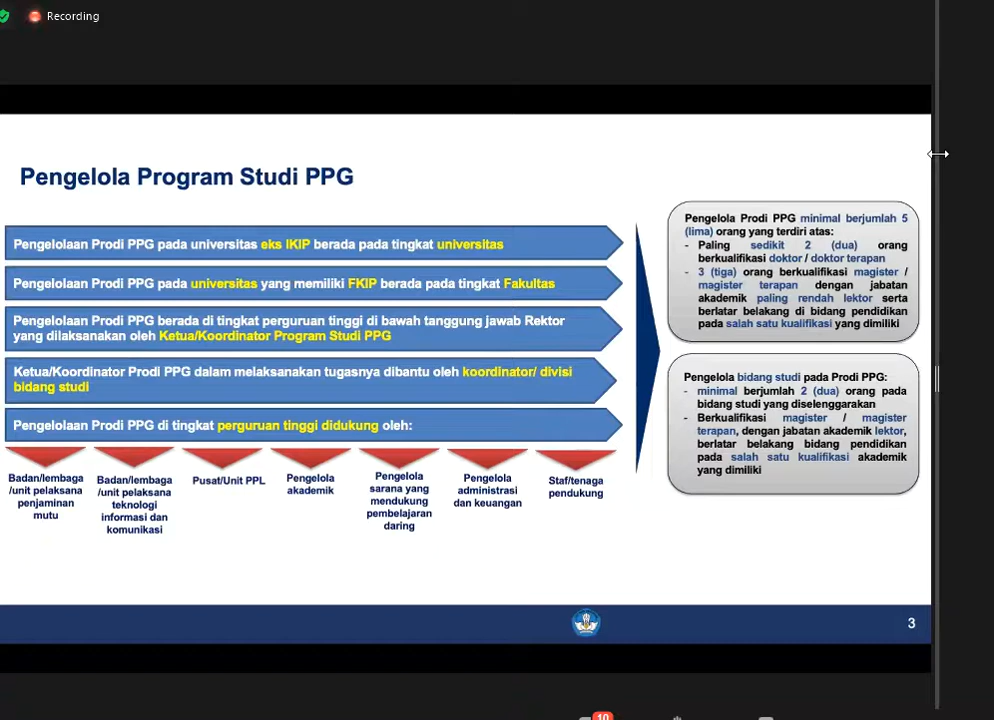 Recording
Pengelola Program Studi PPG
Pengelolaan Prodi PPG pada universitas eks IKIP berada pada tingkat universitas
Pengelolaan Prodi PPG pada universitas yang memiliki FKIP berada pada tingkat Fakultas
Pengelolaan Prodi PPG berada di tingkat perguruan tinggi di bawah tanggung jawab Rektor
yang dilaksanakan oleh Ketua/Koordinator Program Studi PPG
Ketua/Koordinator Prodi PPG dalam melaksanakan tugasnya dibantu oleh koordinator/ divisi
bidang studi
Pengelolaan Prodi PPG di tingkat perguruan tinggi didukung oleh:
Badan/lembaga
/unit pelaksana
penjaminan
mutu
Badan/lembaga
/unit pelaksana
teknologi
informasi dan
komunikasi
Pusat/Unit PPL
Pengelola
akademik
Pengelola
sarana yang
mendukung
pembelajaran
daring
Pengelola
administrasi
dan keuangan
Staf/tenaga
pendukung
Pengelola Prodi PPG minimal berjumlah 5
(lima) orang yang terdiri atas:
- Paling sedikit 2 (dua) orang
berkualifikasi doktor / doktor terapan
- 3 (tiga) orang berkualifikasi magister /
magister terapan dengan jabatan
akademik paling rendah lektor serta
berlatar belakang di bidang pendidikan
pada salah satu kualifikasi yang dimiliki
Pengelola bidang studi pada Prodi PPG:
- minimal berjumlah 2 (dua) orang pada
bidang studi yang diselenggarakan
- Berkualifikasi magister / magister
terapan, dengan jabatan akademik lektor,
berlatar belakang bidang pendidikan
pada salah satu kualifikasi akademik
yang dimiliki
3
10